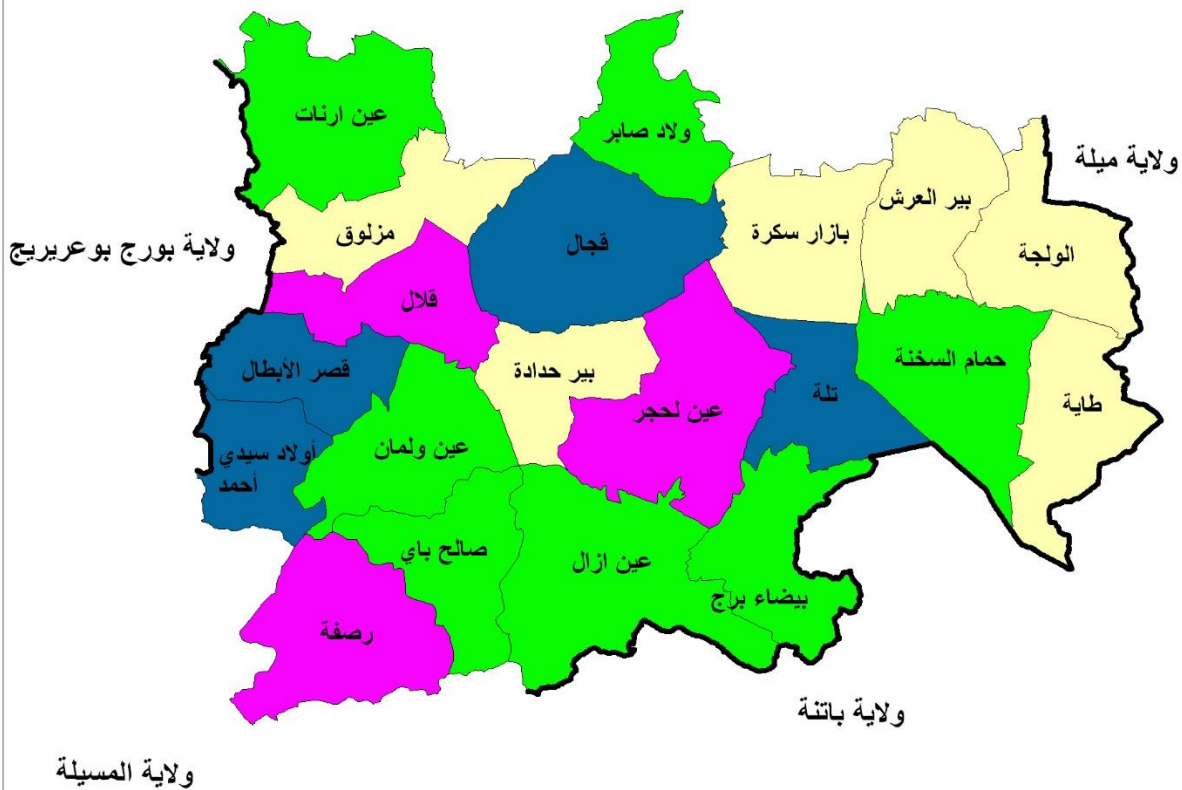 عين ارنات
ولاد صابر
ولاية ميلة
بير العرش
مزلوق
قجال
بازار سكرة
الولجة
ولاية بورج بوعريريج
قلال
قصر الأبطال
بير حدادة
حمام السخنة
عين لحجر
تلة
طاية
أولاد سيدي
أحمد
عين ولمان
صالح باي
عين ازال
بيضاء برج
رصفة
ولاية باتنة
ولاية المسيلة